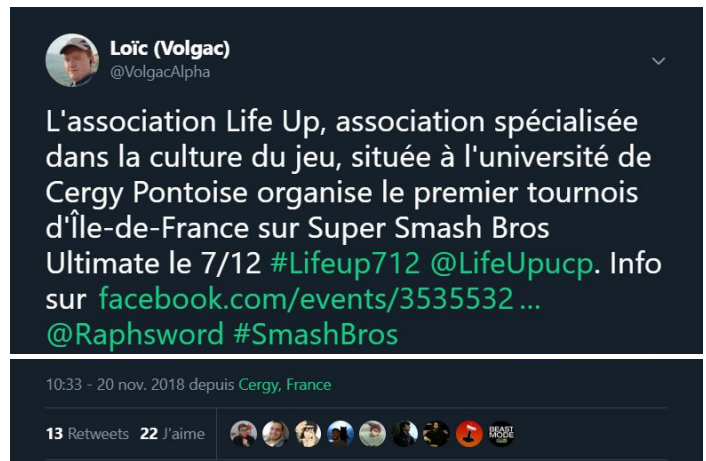 Loïc (Volgac)
@VolgacAlpha
L'association Life Up, association spécialisée
dans la culture du jeu, située à l'université de
Cergy Pontoise organise le premier tournois
d'Île-de-France sur Super Smash Bros
Ultimate le 7/12 #Lifeup712 @LifeUpucp. Info
sur facebook.com/events/3535532...
@Raphsword #SmashBros
10:33 - 20 nov. 2018 depuis Cergy, France
13 Retweets 22 J'aime
BEAST
MODE